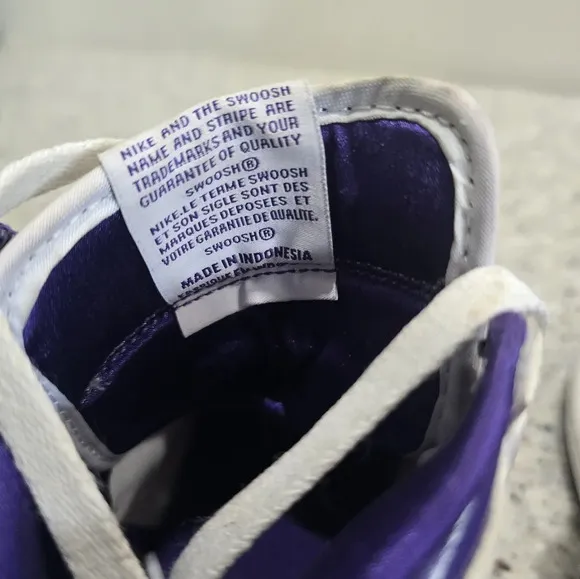 NIKE AND THE SWOOSH
NAME AND STRIPE ARE
TRADEMARKS AND YOUR
GUARANTEE OF QUALITY
SWOOSH®
NIKE.LE TERME SWOOSH
ET SON SIGLE SONT DES
MARQUES DEPOSEES ET
VOTRE GARANTIE DE QUALITE.
SWOOSH®
MADE IN INDONESIA